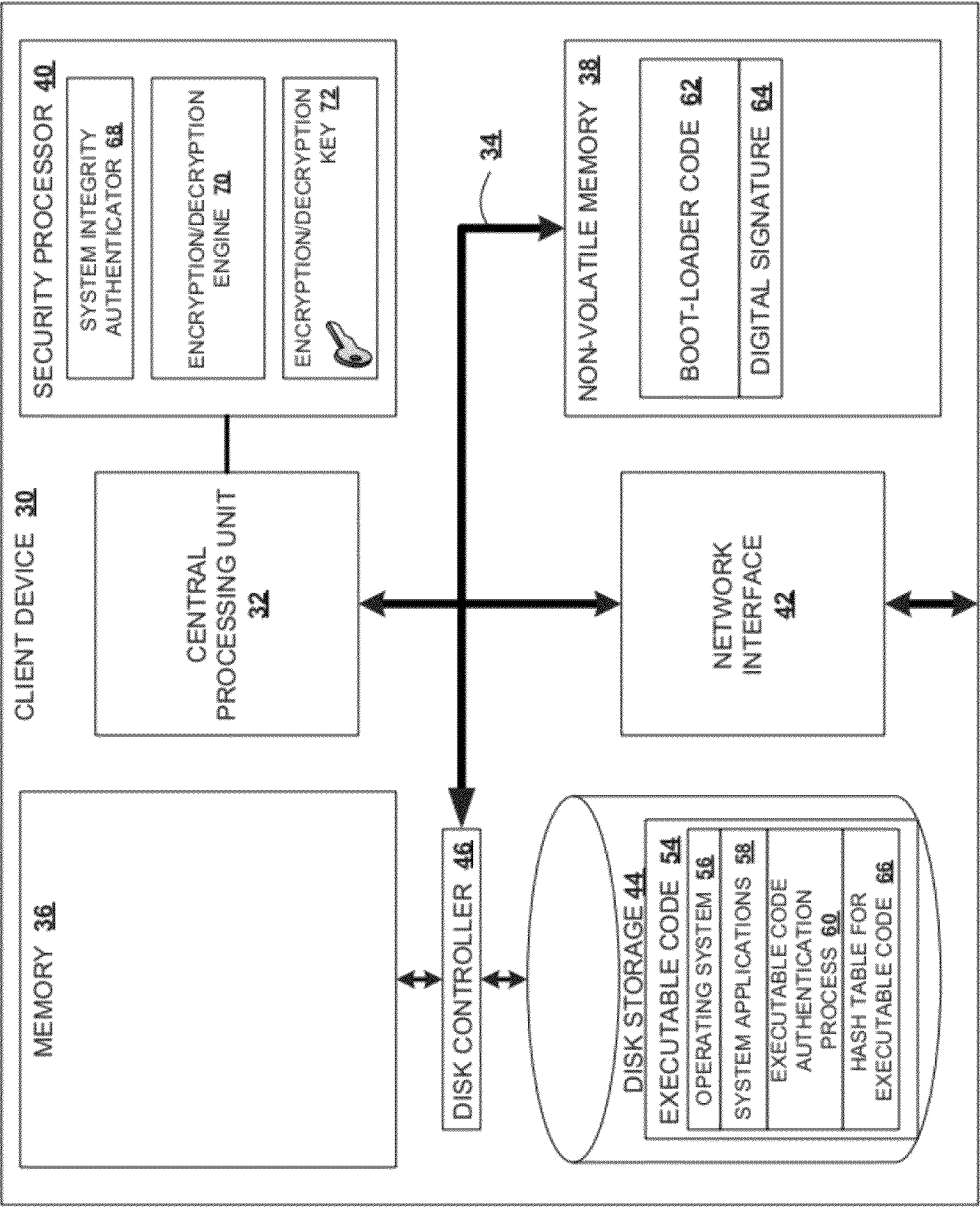 CLIENT DEVICE 30
MEMORY 36
CENTRAL
PROCESSING UNIT
32
SECURITY PROCESSOR 40
SYSTEM INTEGRITY
AUTHENTICATOR 68
ENCRYPTION/DECRYPTION
ENGINE 70
ENCRYPTION/DECRYPTION
KEY 72
DISK CONTROLLER 46
34
DISK STORAGE 44
EXECUTABLE CODE 54
OPERATING SYSTEM 56
SYSTEM APPLICATIONS 58
EXECUTABLE CODE
AUTHENTICATION
PROCESS 60
HASH TABLE FOR
EXECUTABLE CODE 66
NETWORK
INTERFACE
42
NON-VOLATILE MEMORY 38
BOOT-LOADER CODE 62
DIGITAL SIGNATURE 64